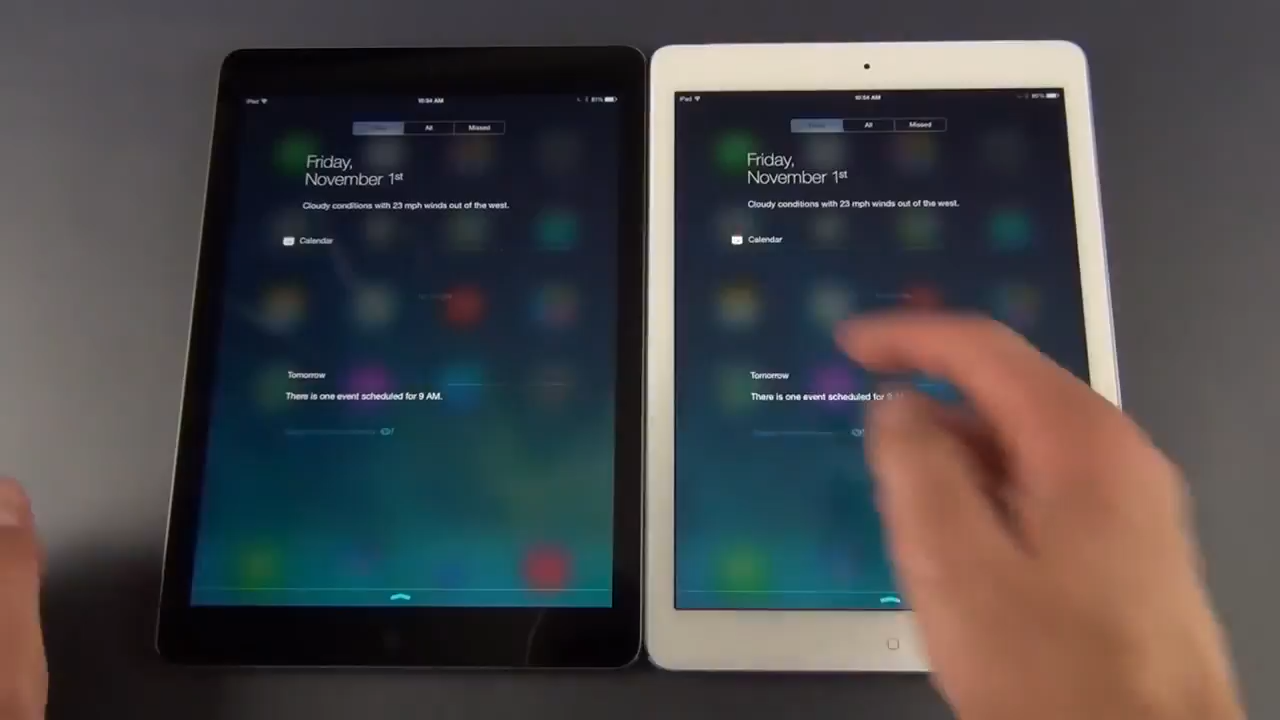 iPad
10:54 AM
81%
All
Missed
Friday,
November 1st
Cloudy conditions with 23 mph winds out of the west.
Calendar
Tomorrow
There is one event scheduled for 9 AM.
iPad
10:54 AM
All
Missed
Friday,
November 1st
Cloudy conditions with 23 mph winds out of the west.
Calendar
Tomorrow
There is one event scheduled for 9